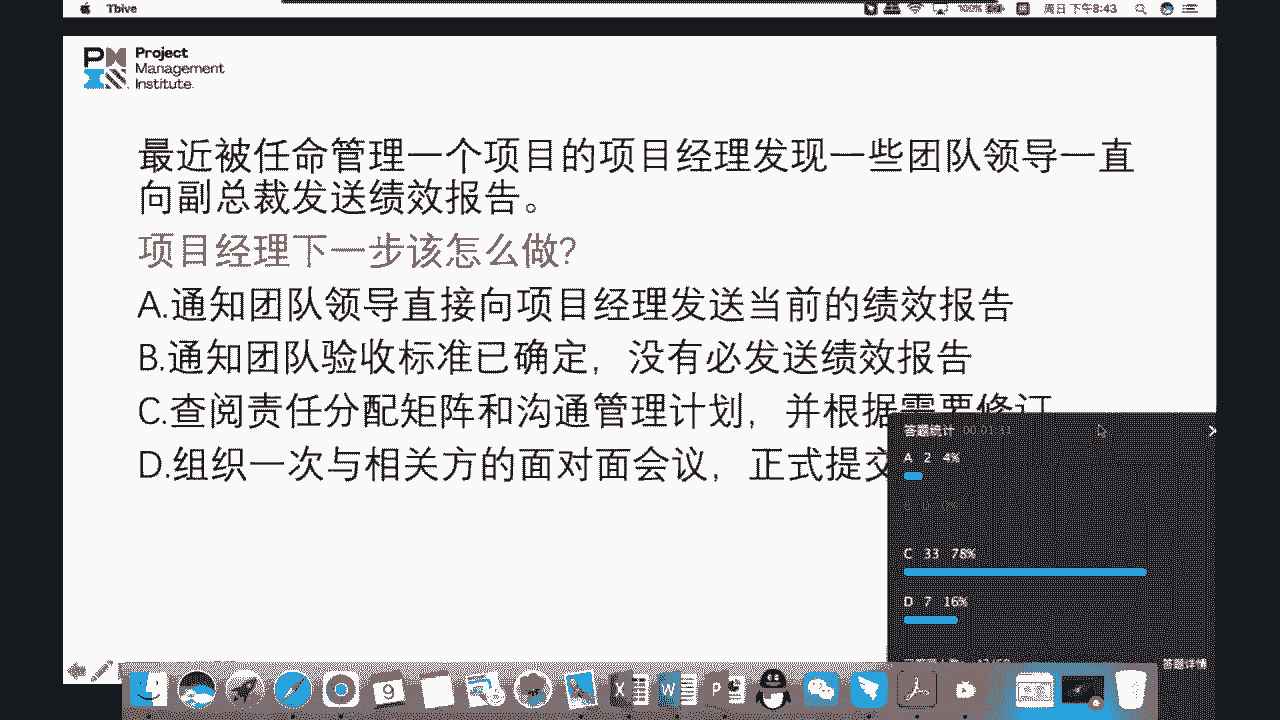 Tbive
100%
周日 下午8:43
Project
Management
Institute.
最近被任命管理一个项目的项目经理发现一些团队领导一直
向副总裁发送绩效报告。
项目经理下一步该怎么做?
A.通知团队领导直接向项目经理发送当前的绩效报告
B.通知团队验收标准已确定，没有必发送绩效报告
C.查阅责任分配矩阵和沟通管理计划，并根据需要修订
D.组织一次与相关方的面对面会议，正式提交
答题统计 00:01:31
A 2 4%
B 0 0%
C 33 78%
D 7 16%
答题详情
9